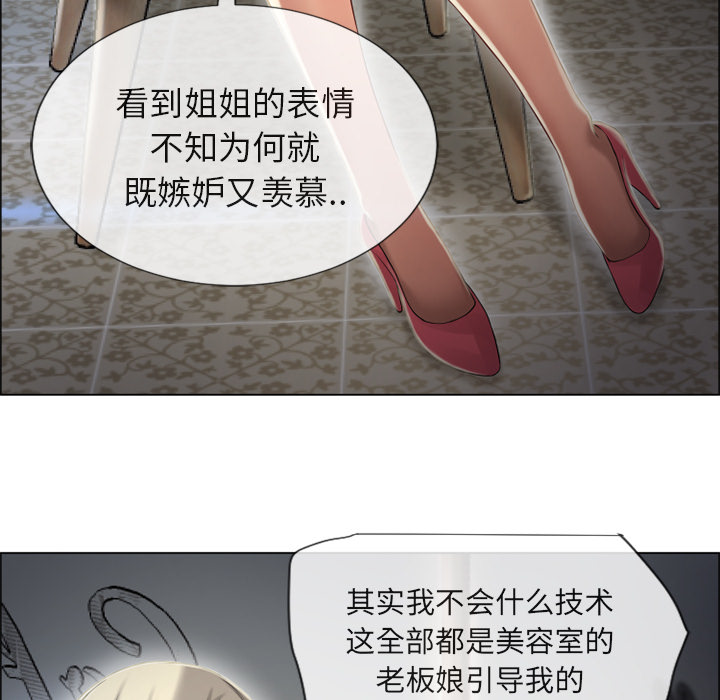 看到姐姐的表情
不知为何就
既嫉妒又羡慕..
其实我不会什么技术
这全部都是美容室的
老板娘引导我的